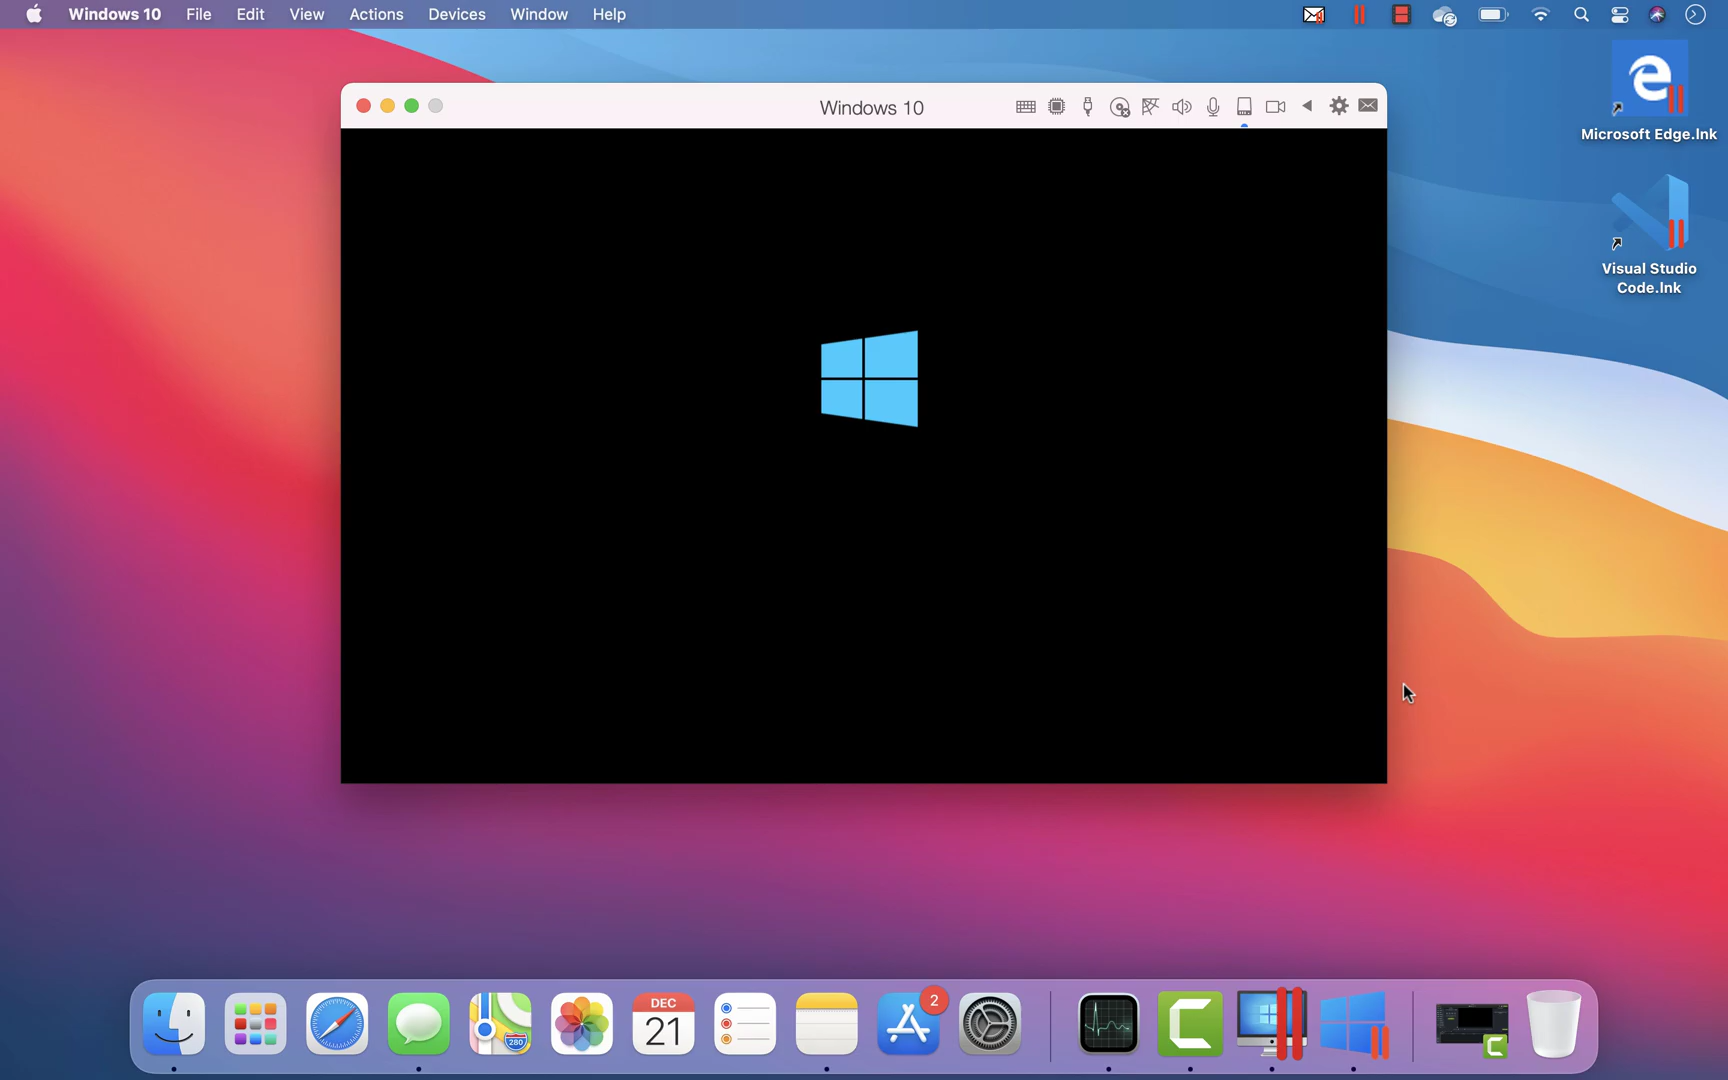 Windows 10 File Edit View Actions Devices Window Help
Windows 10
Microsoft Edge.lnk
Visual Studio
Code.lnk
280
DEC
21
2